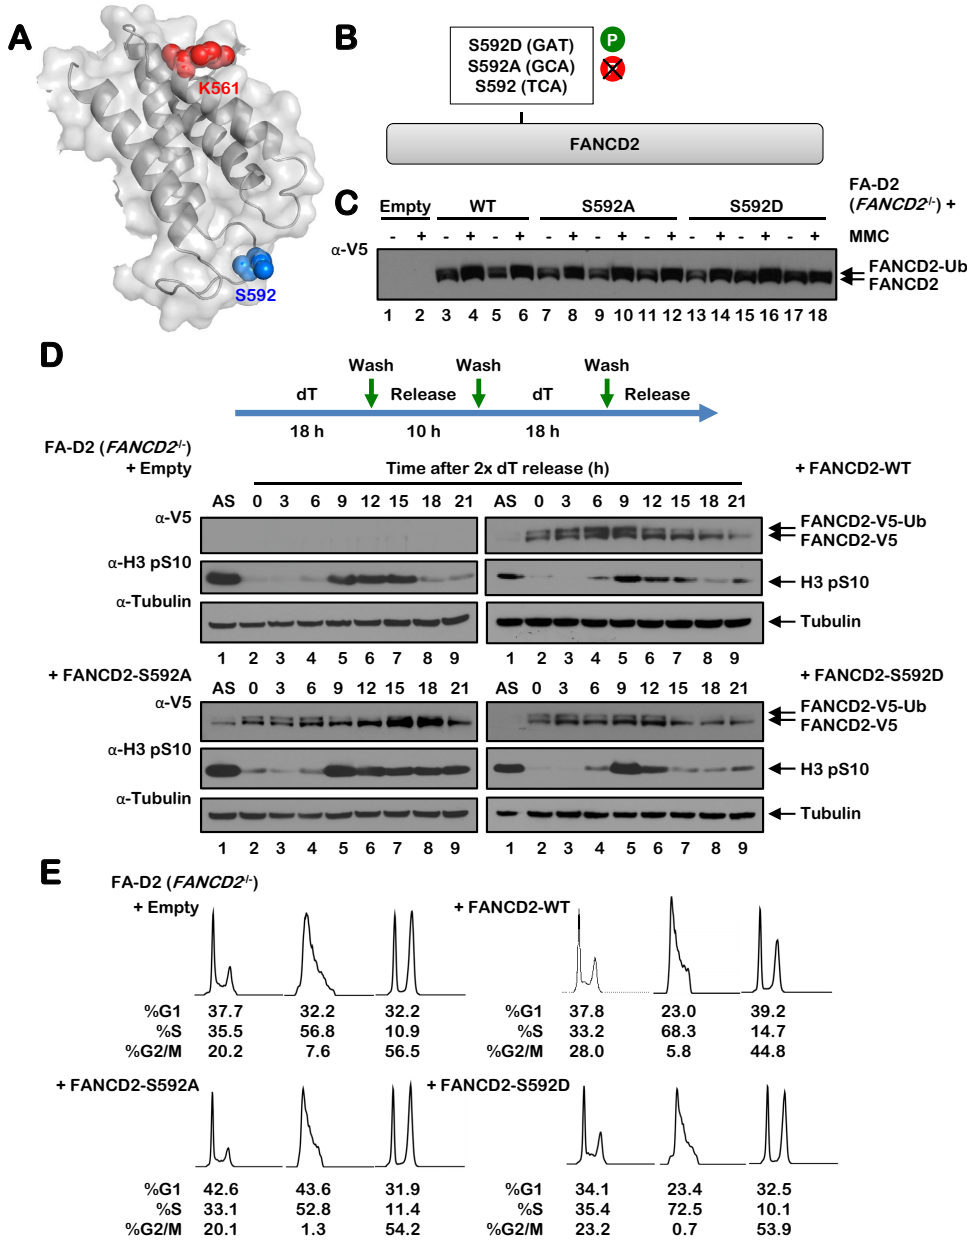 A
K561
S592
B
S592D (GAT)
P
S592A (GCA)
S592 (TCA)
FANCD2
C
FA-D2
(FANCD2-/-) +
Empty WT S592A S592D
- + - + - + - + - + - + - + - + - + MMC
α-V5
FANCD2-Ub
FANCD2
1 2 3 4 5 6 7 8 9 10 11 12 13 14 15 16 17 18
D
Wash Wash Wash
dT Release dT Release
18 h 10 h 18 h
FA-D2 (FANCD2-/-)
+ Empty Time after 2x dT release (h) + FANCD2-WT
AS 0 3 6 9 12 15 18 21 AS 0 3 6 9 12 15 18 21
α-V5 FANCD2-V5-Ub
FANCD2-V5
α-H3 pS10 H3 pS10
α-Tubulin Tubulin
1 2 3 4 5 6 7 8 9 1 2 3 4 5 6 7 8 9
+ FANCD2-S592A AS 0 3 6 9 12 15 18 21 AS 0 3 6 9 12 15 18 21 + FANCD2-S592D
α-V5 FANCD2-V5-Ub
FANCD2-V5
α-H3 pS10 H3 pS10
α-Tubulin Tubulin
1 2 3 4 5 6 7 8 9 1 2 3 4 5 6 7 8 9
E
FA-D2 (FANCD2-/-)
+ Empty + FANCD2-WT
%G1 37.7 32.2 32.2 %G1 37.8 23.0 39.2
%S 35.5 56.8 10.9 %S 33.2 68.3 14.7
%G2/M 20.2 7.6 56.5 %G2/M 28.0 5.8 44.8
+ FANCD2-S592A + FANCD2-S592D
%G1 42.6 43.6 31.9 %G1 34.1 23.4 32.5
%S 33.1 52.8 11.4 %S 35.4 72.5 10.1
%G2/M 20.1 1.3 54.2 %G2/M 23.2 0.7 53.9